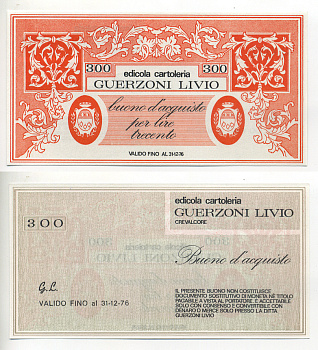 300 300
edicola cartoleria
GUERZONI LIVIO
buono d'acquisto
per lire
trecento
VALIDO FINO AL 31-12-76
edicola cartoleria
GUERZONI LIVIO
CREVALCORE
300
Buono d'acquisto
G.L.
VALIDO FINO al 31-12-76
IL PRESENTE BUONO NON COSTITUISCE
DOCUMENTO SOSTITUTIVO DI MONETA NÈ TITOLO
PAGABILE A VISTA AL PORTATORE E ACCETTABILE
SOLO CON CONSENSO E CONVERTIBILE CON
DENARO O MERCE SOLO PRESSO LA DITTA
GUERZONI LIVIO